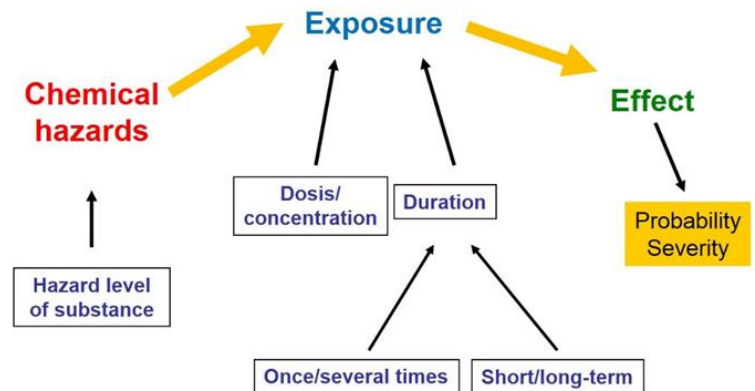 Exposure
Chemical
hazards
Effect
Dosis/
concentration
Duration
Probability
Severity
Hazard level
of substance
Once/several times
Short/long-term